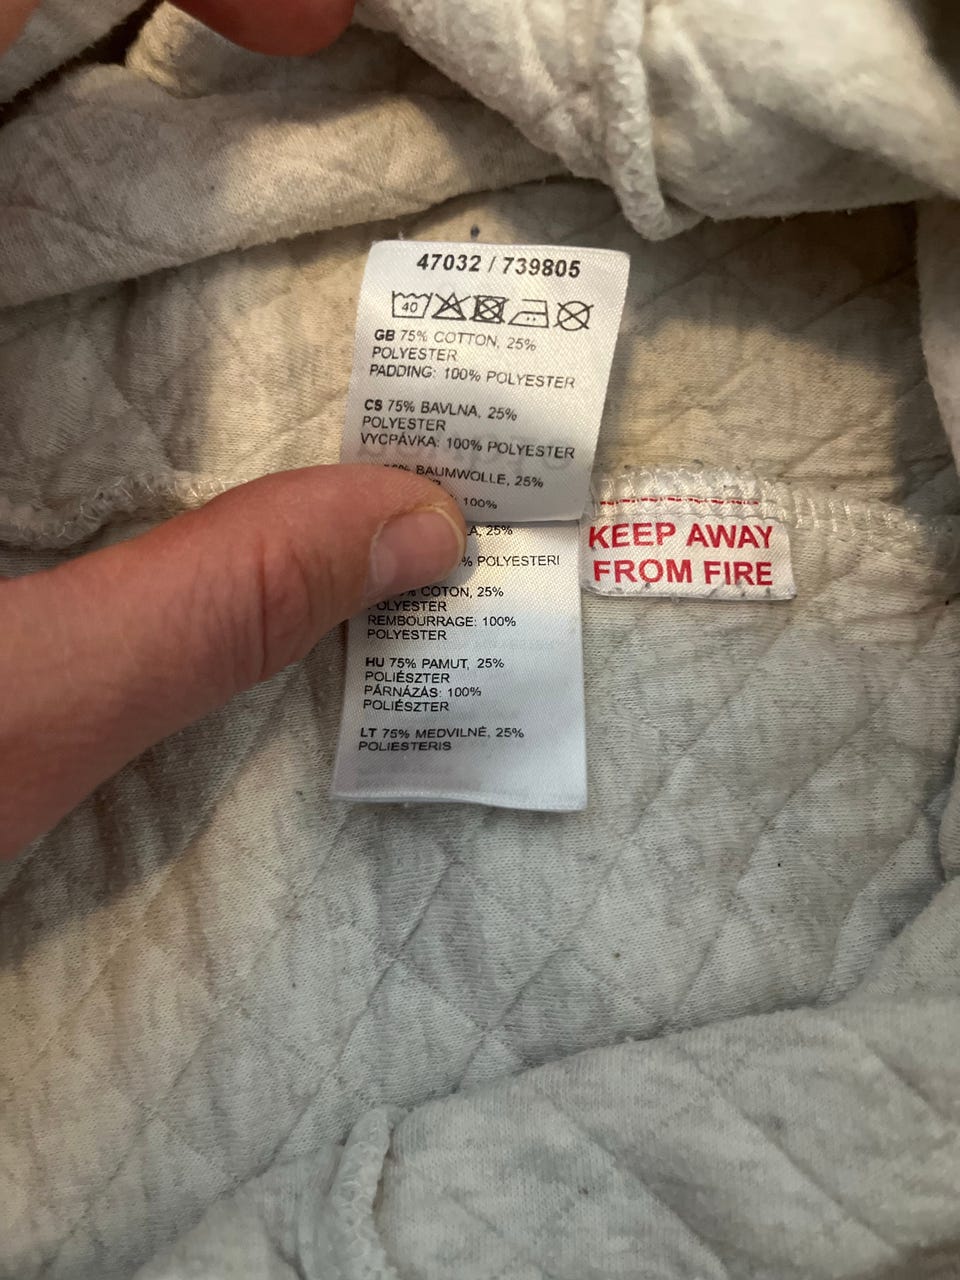 47032 / 739805
40
GB 75% COTTON, 25%
POLYESTER
PADDING: 100% POLYESTER
CS 75% BAVLNA, 25%
POLYESTER
VYCPÁVKA: 100% POLYESTER
BAUMWOLLE, 25%
100%
25%
% POLYESTERI
% COTON, 25%
POLYESTER
REMBOURRAGE: 100%
POLYESTER
HU 75% PAMUT, 25%
POLIÉSZTER
PÁRNÁZÁS: 100%
POLIÉSZTER
LT 75% MEDVILNĖ, 25%
POLIESTERIS
KEEP AWAY
FROM FIRE